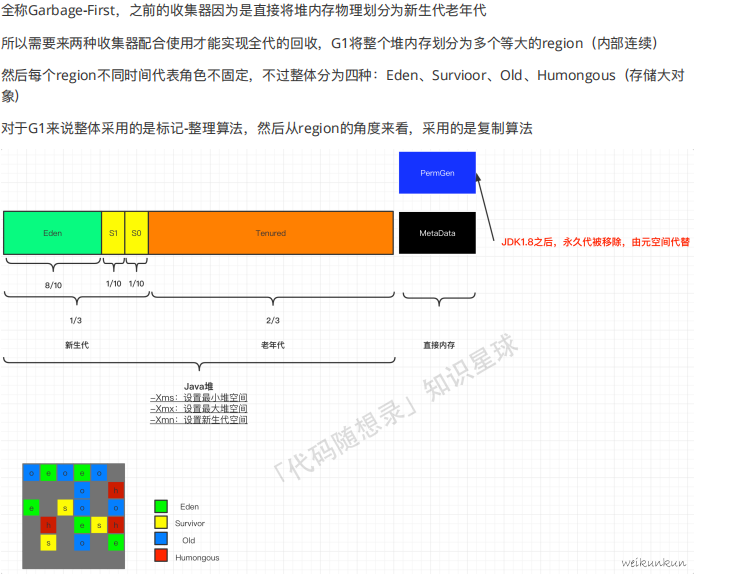 全称Garbage-First，之前的收集器因为是直接将堆内存物理划分为新生代老年代
所以需要来两种收集器配合使用才能实现全代的回收，G1将整个堆内存划分为多个等大的region（内部连续）
然后每个region不同时间代表角色不固定，不过整体分为四种：Eden、Survioor、Old、Humongous（存储大对
象）
对于G1来说整体采用的是标记-整理算法，然后从region的角度来看，采用的是复制算法
PermGen
Eden
S1
S0
Tenured
MetaData
JDK1.8之后，永久代被移除，由元空间代替
8/10
1/10
1/10
1/3
2/3
新生代
老年代
直接内存
Java堆
–Xms：设置最小堆空间
–Xmx：设置最大堆空间
–Xmn：设置新生代空间
「代码随想录」知识星球
o e o e o
o h
e s o o
h e s h
s o e
Eden
Survivor
Old
Humongous
weikunkun